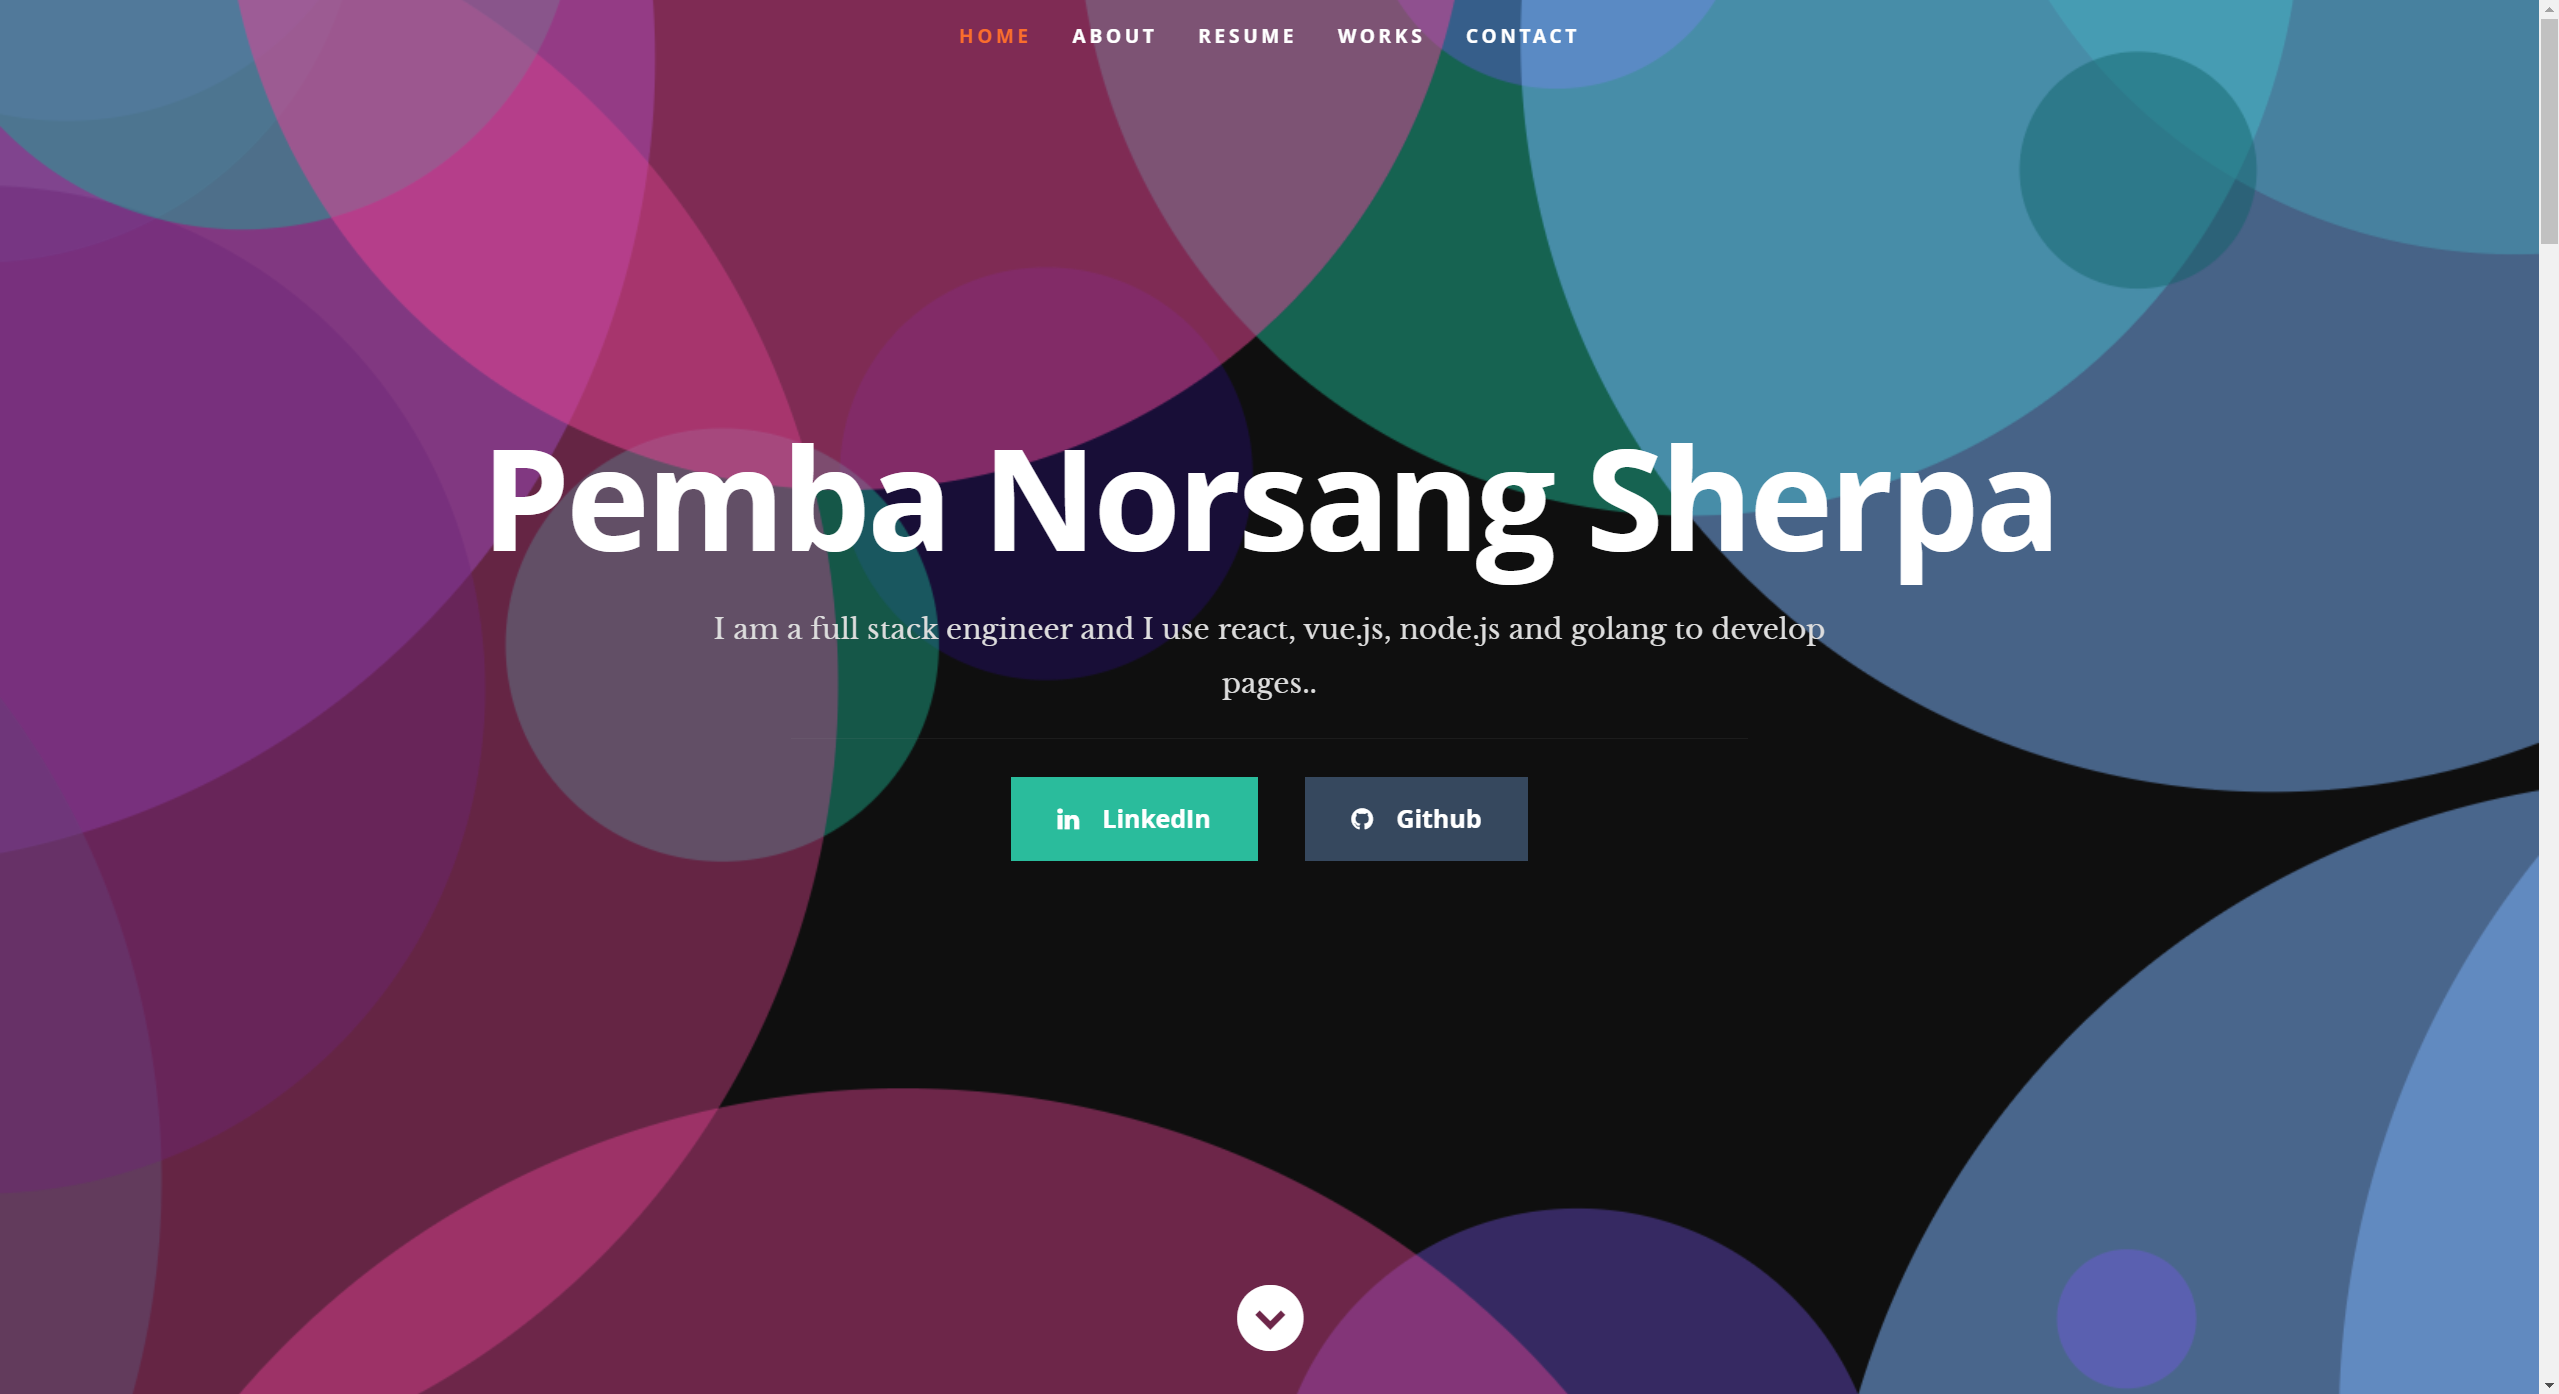 HOME ABOUT RESUME WORKS CONTACT
Pemba Norsang Sherpa
I am a full stack engineer and I use react, vue.js, node.js and golang to develop
pages..
LinkedIn Github